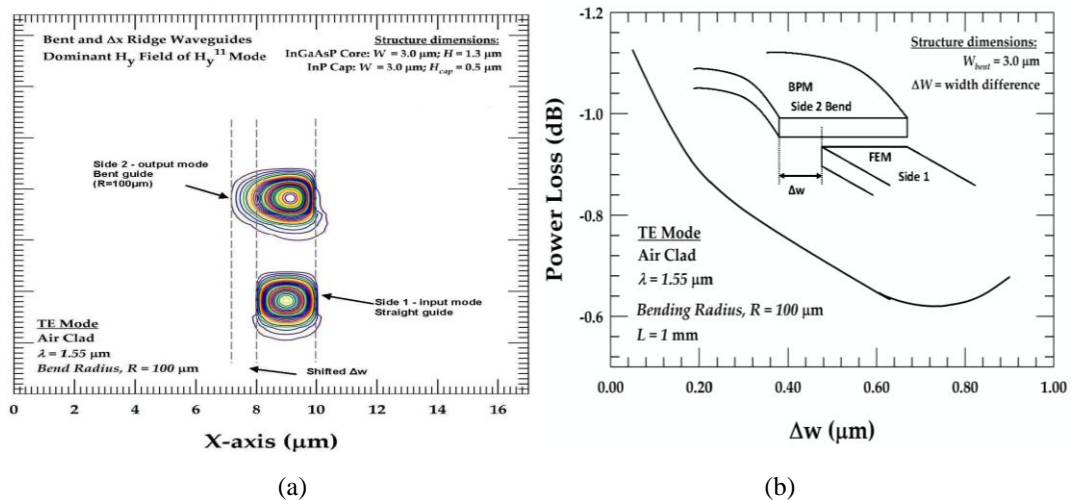 Bent and Δx Ridge Waveguides
Dominant Hy Field of Hy¹¹ Mode
Structure dimensions:
InGaAsP Core: W = 3.0 μm; H = 1.3 μm
InP Cap: W = 3.0 μm; Hcap = 0.5 μm
Side 2 - output mode
Bent guide
(R=100μm)
Side 1 - input mode
Straight guide
TE Mode
Air Clad
λ = 1.55 μm
Bend Radius, R = 100 μm
Shifted Δw
0 2 4 6 8 10 12 14 16
X-axis (μm)
(a)
Power Loss (dB)
-1.2
-1.0
-0.8
-0.6
Structure dimensions:
Wbent = 3.0 μm
ΔW = width difference
BPM
Side 2 Bend
FEM
Side 1
Δw
TE Mode
Air Clad
λ = 1.55 μm
Bending Radius, R = 100 μm
L = 1 mm
0.00 0.20 0.40 0.60 0.80 1.00
Δw (μm)
(b)